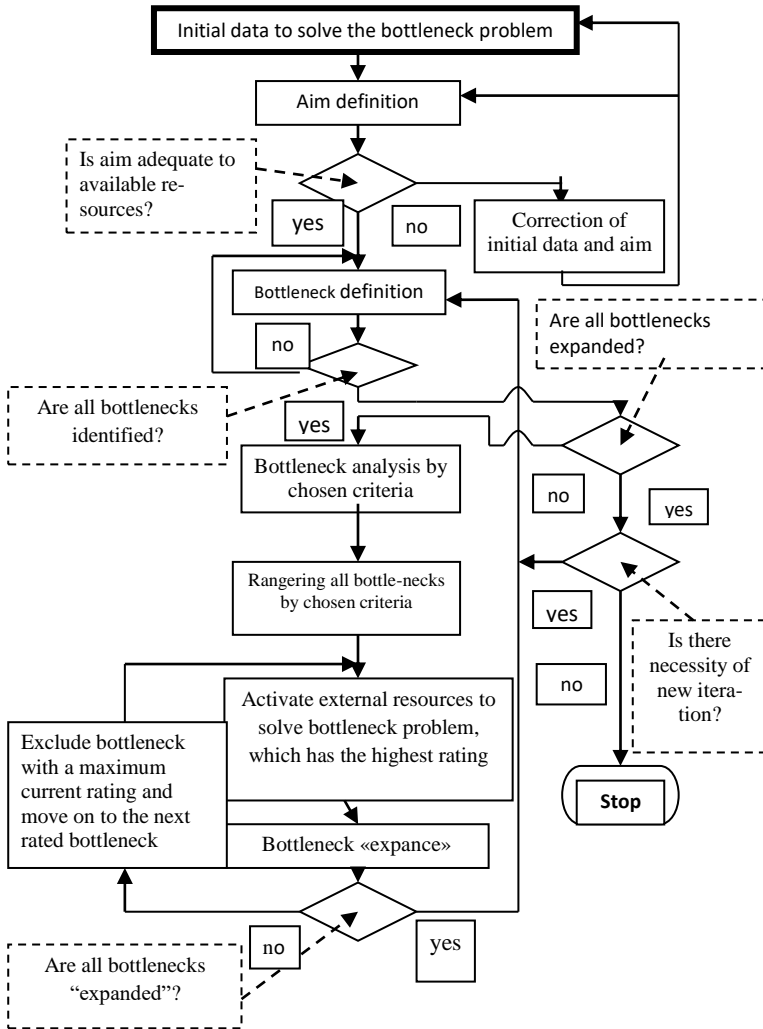 Initial data to solve the bottleneck problem
Aim definition
Is aim adequate to
available re-
sources?
yes
no
Correction of
initial data and aim
Bottleneck definition
no
Are all bottlenecks
expanded?
Are all bottlenecks
identified?
yes
Bottleneck analysis by
chosen criteria
no
yes
Rangering all bottle-necks
by chosen criteria
yes
Is there
necessity of
new itera-
tion?
no
Exclude bottleneck
with a maximum
current rating and
move on to the next
rated bottleneck
Activate external resources to
solve bottleneck problem,
which has the highest rating
Stop
Bottleneck «expance»
no
yes
Are all bottlenecks
“expanded”?